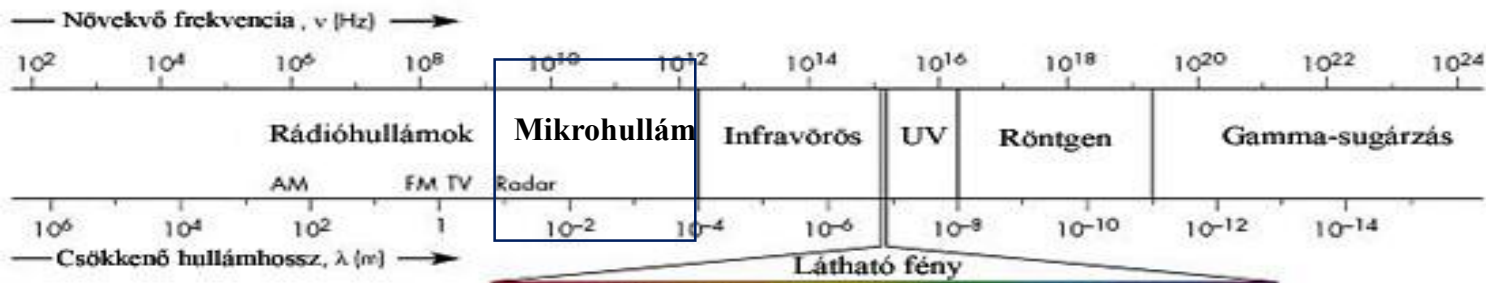 Növekvő frekvencia, ν (Hz)
10² 10⁴ 10⁶ 10⁸ 10¹⁰ 10¹² 10¹⁴ 10¹⁶ 10¹⁸ 10²⁰ 10²² 10²⁴
Rádióhullámok Mikrohullám Infravörös UV Röntgen Gamma-sugárzás
AM FM TV Radar
10⁶ 10⁴ 10² 1 10⁻² 10⁻⁴ 10⁻⁶ 10⁻⁸ 10⁻¹⁰ 10⁻¹² 10⁻¹⁴
Csökkenő hullámhossz, λ (m)
Látható fény